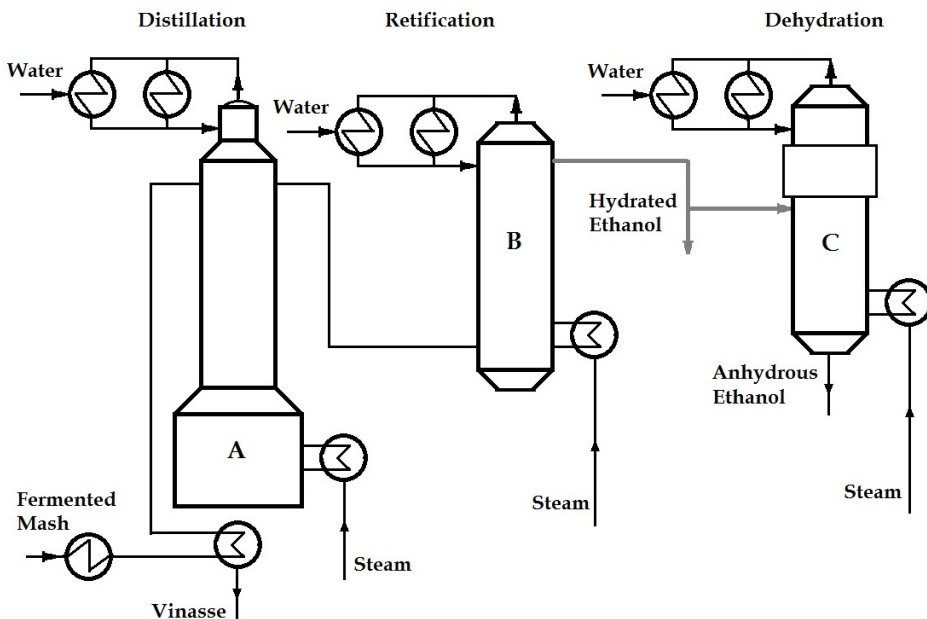 Distillation
Retification
Dehydration
Water
Water
Water
Hydrated
Ethanol
A
B
C
Anhydrous
Ethanol
Fermented
Mash
Steam
Steam
Steam
Vinasse